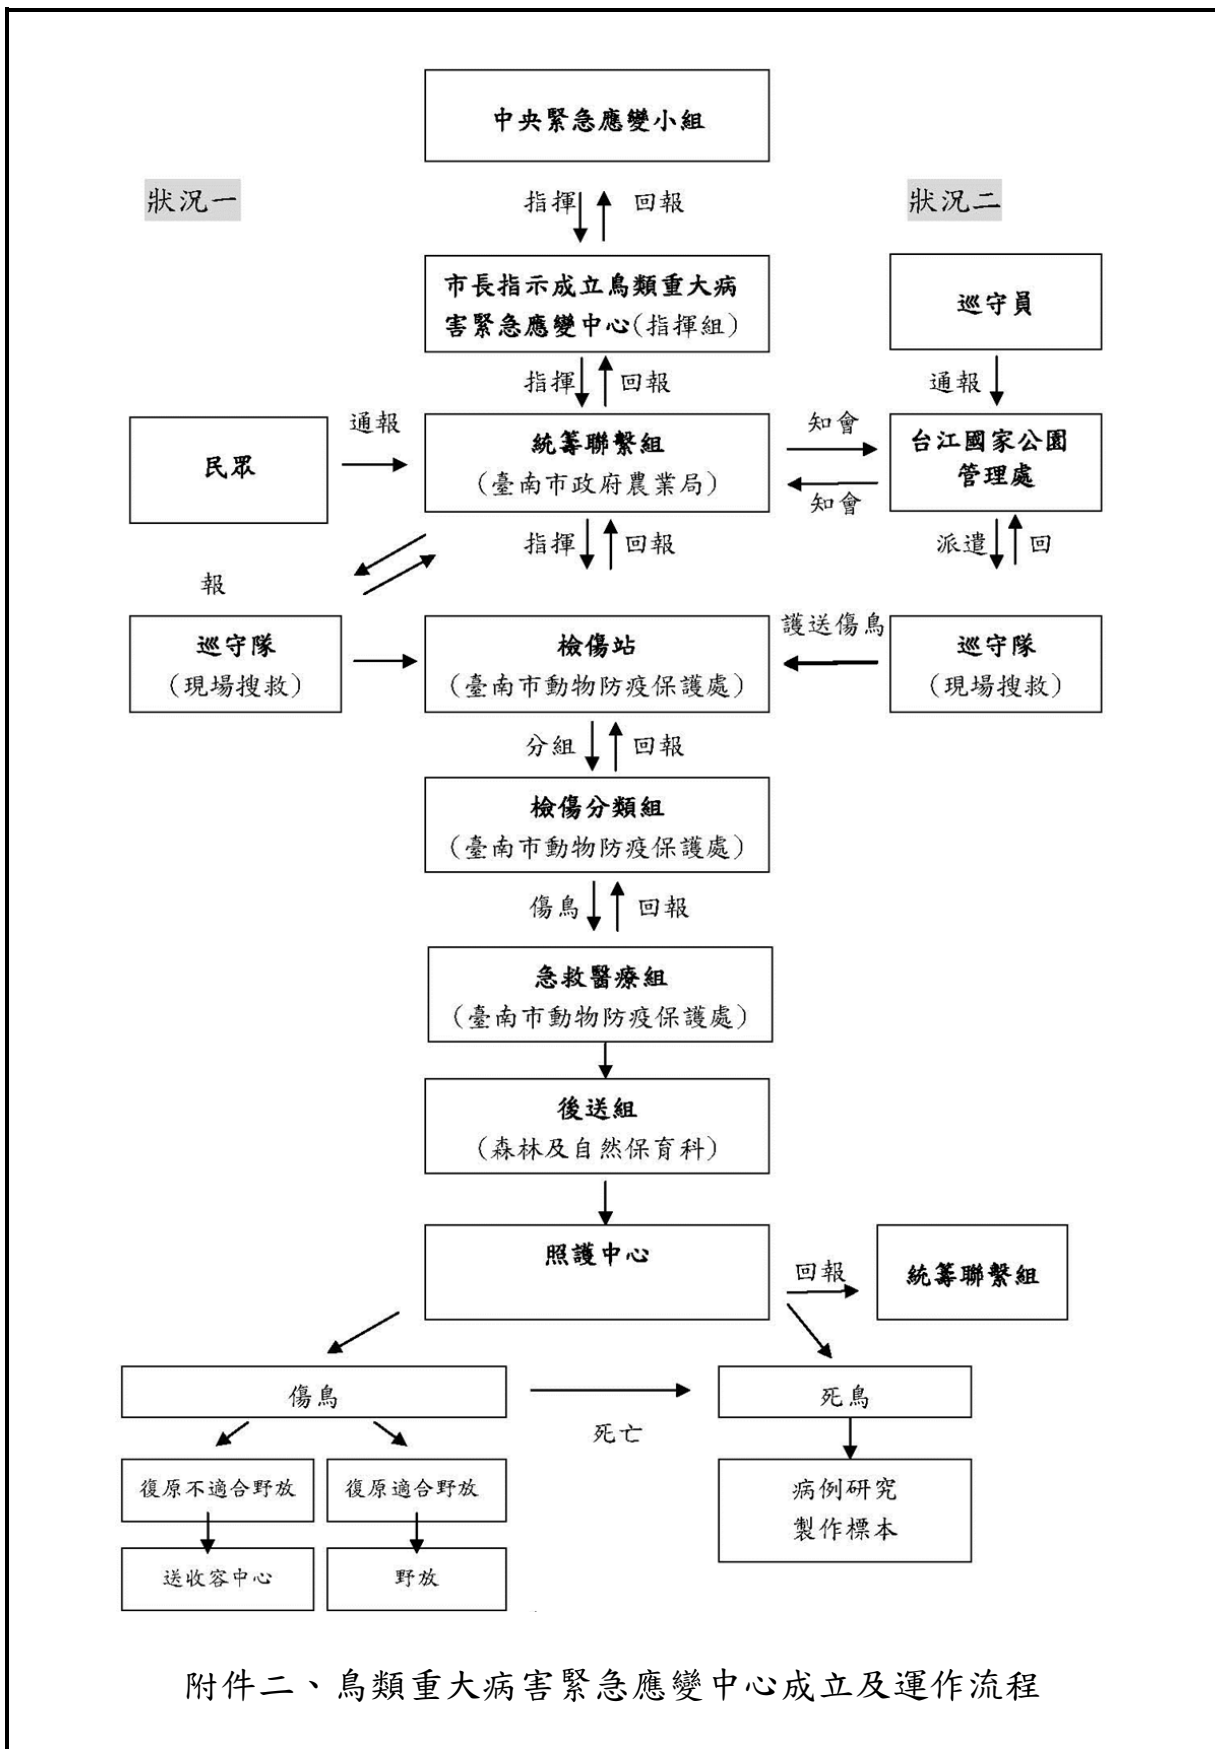 中央緊急應變小組
狀況一
指揮
回報
狀況二
市長指示成立鳥類重大病
害緊急應變中心(指揮組)
巡守員
指揮
回報
通報
民眾
通報
統籌聯繫組
(臺南市政府農業局)
知會
知會
台江國家公園
管理處
指揮
回報
派遣
回
報
巡守隊
(現場搜救)
檢傷站
(臺南市動物防疫保護處)
護送傷鳥
巡守隊
(現場搜救)
分組
回報
檢傷分類組
(臺南市動物防疫保護處)
傷鳥
回報
急救醫療組
(臺南市動物防疫保護處)
後送組
(森林及自然保育科)
照護中心
回報
統籌聯繫組
傷鳥
死亡
死鳥
復原不適合野放
復原適合野放
病例研究
製作標本
送收容中心
野放
附件二、鳥類重大病害緊急應變中心成立及運作流程